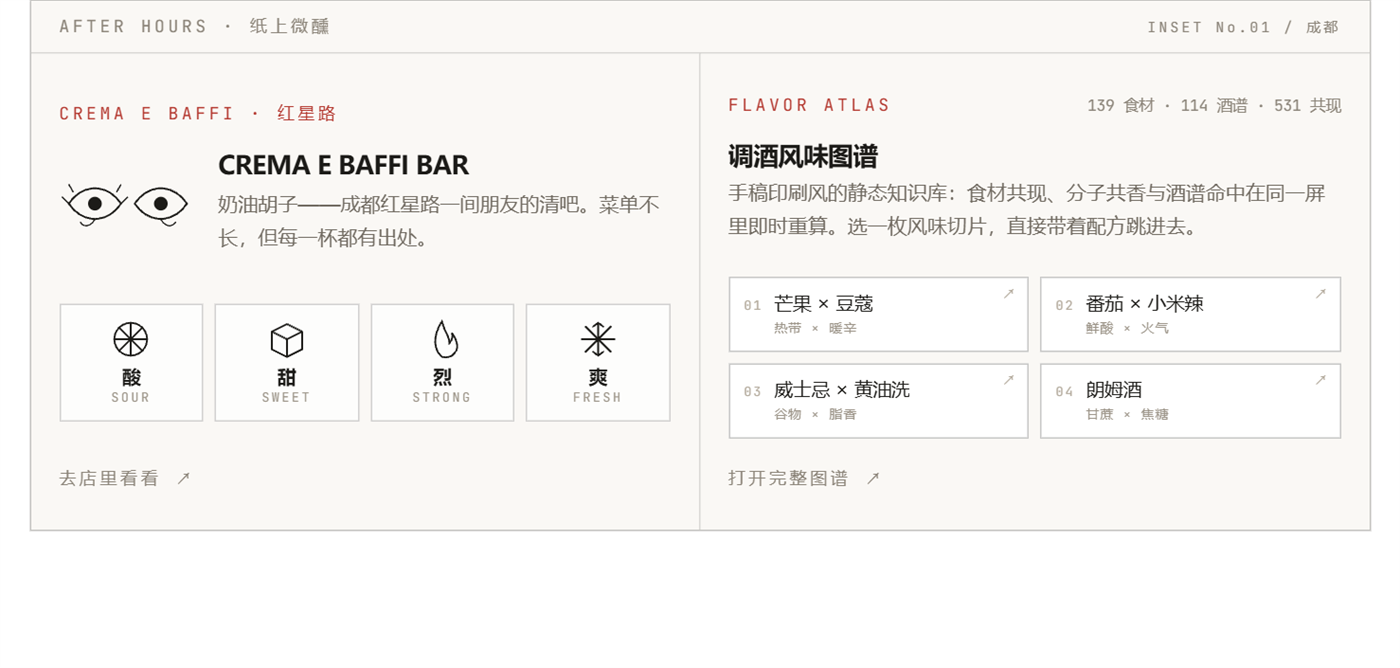 AFTER HOURS · 纸上微醺
INSET No.01 / 成都
CREMA E BAFFI · 红星路
CREMA E BAFFI BAR
奶油胡子——成都红星路一间朋友的清吧。菜单不
长，但每一杯都有出处。
酸
SOUR
甜
SWEET
烈
STRONG
爽
FRESH
去店里看看 ↗
FLAVOR ATLAS
139 食材 · 114 酒谱 · 531 共现
调酒风味图谱
手稿印刷风的静态知识库：食材共现、分子共香与酒谱命中在同一屏
里即时重算。选一枚风味切片，直接带着配方跳进去。
01 芒果 × 豆蔻 ↗
热带 × 暖辛
02 番茄 × 小米辣 ↗
鲜酸 × 火气
03 威士忌 × 黄油洗 ↗
谷物 × 脂香
04 朗姆酒 ↗
甘蔗 × 焦糖
打开完整图谱 ↗